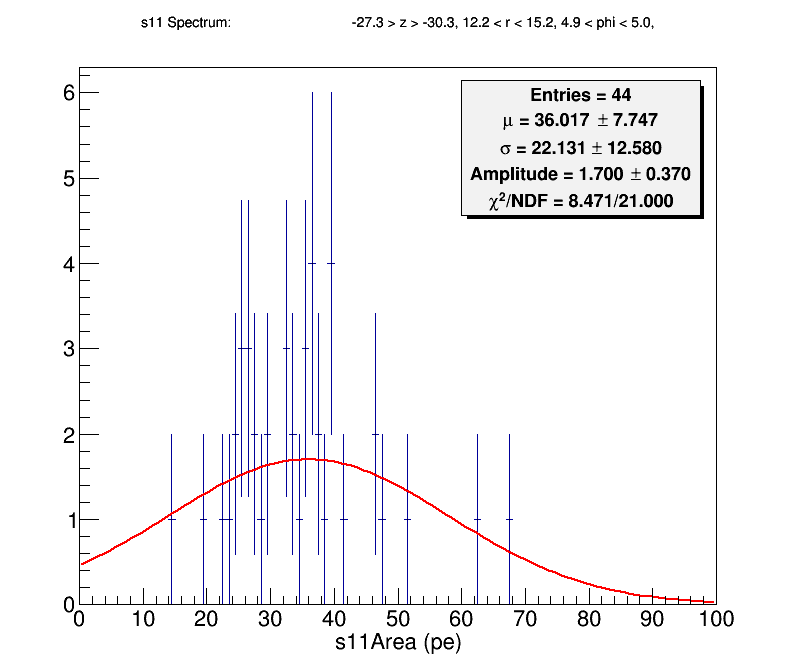 s11 Spectrum: -27.3 > z > -30.3, 12.2 < r < 15.2, 4.9 < phi < 5.0,
Entries = 44
μ = 36.017 ± 7.747
σ = 22.131 ± 12.580
Amplitude = 1.700 ± 0.370
χ²/NDF = 8.471/21.000
6
5
4
3
2
1
0
0 10 20 30 40 50 60 70 80 90 100
s11Area (pe)